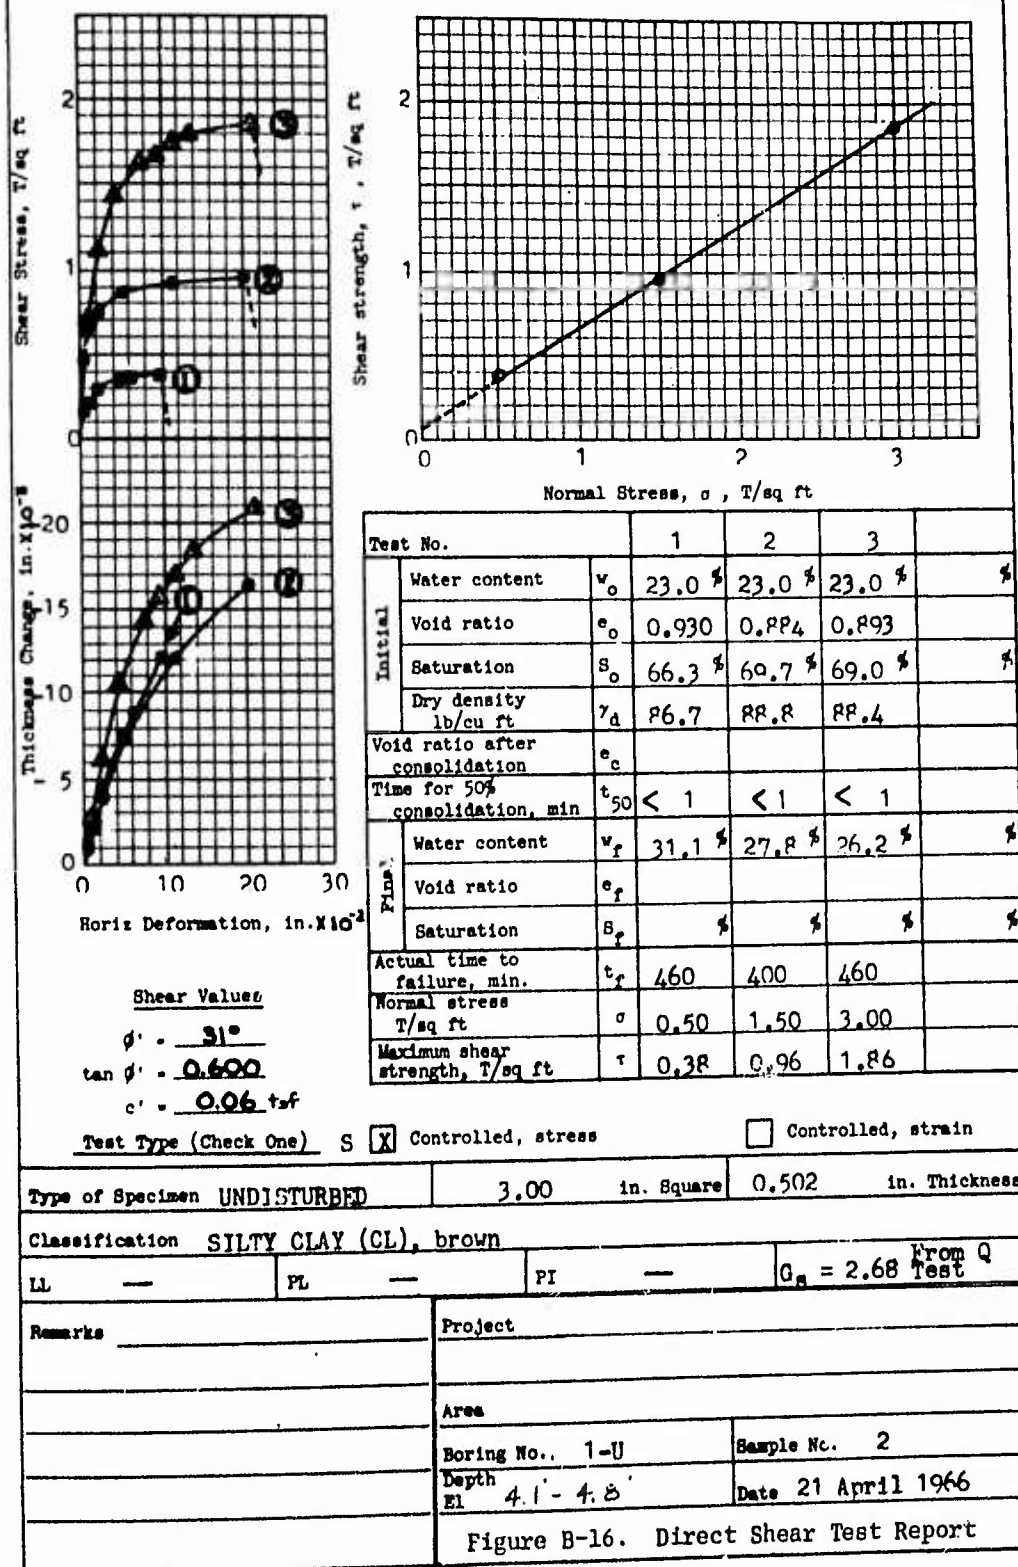 Shear Stress, T/sq ft
2
1
0
③
②
①
Shear strength, τ, T/sq ft
2
1
0
0 1 2 3
Normal Stress, σ, T/sq ft
Thickness Change, in.X10⁻³
20
15
10
5
0
③
①
②
0 10 20 30
Horiz Deformation, in.X10⁻²
Test No. 1 2 3
Initial
Water content w₀ 23.0 % 23.0 % 23.0 % %
Void ratio e₀ 0.930 0.884 0.893
Saturation S₀ 66.3 % 69.7 % 69.0 % %
Dry density lb/cu ft γd 86.7 88.8 88.4
Void ratio after consolidation ec
Time for 50% consolidation, min t50 < 1 < 1 < 1
Final
Water content wf 31.1 % 27.8 % 26.2 % %
Void ratio ef
Saturation Sf % % % %
Actual time to failure, min. tf 460 400 460
Normal stress T/sq ft σ 0.50 1.50 3.00
Maximum shear strength, T/sq ft τ 0.38 0.96 1.86
Shear Values
φ' = 31°
tan φ' = 0.600
c' = 0.06 tsf
Test Type (Check One) S [X] Controlled, stress □ Controlled, strain
Type of Specimen UNDISTURBED 3.00 in. Square 0.502 in. Thickness
Classification SILTY CLAY (CL), brown
LL — PL — PI — Gs = 2.68 From Q Test
Remarks
Project
Area
Boring No. 1-U Sample No. 2
Depth El 4.1' - 4.8' Date 21 April 1966
Figure B-16. Direct Shear Test Report